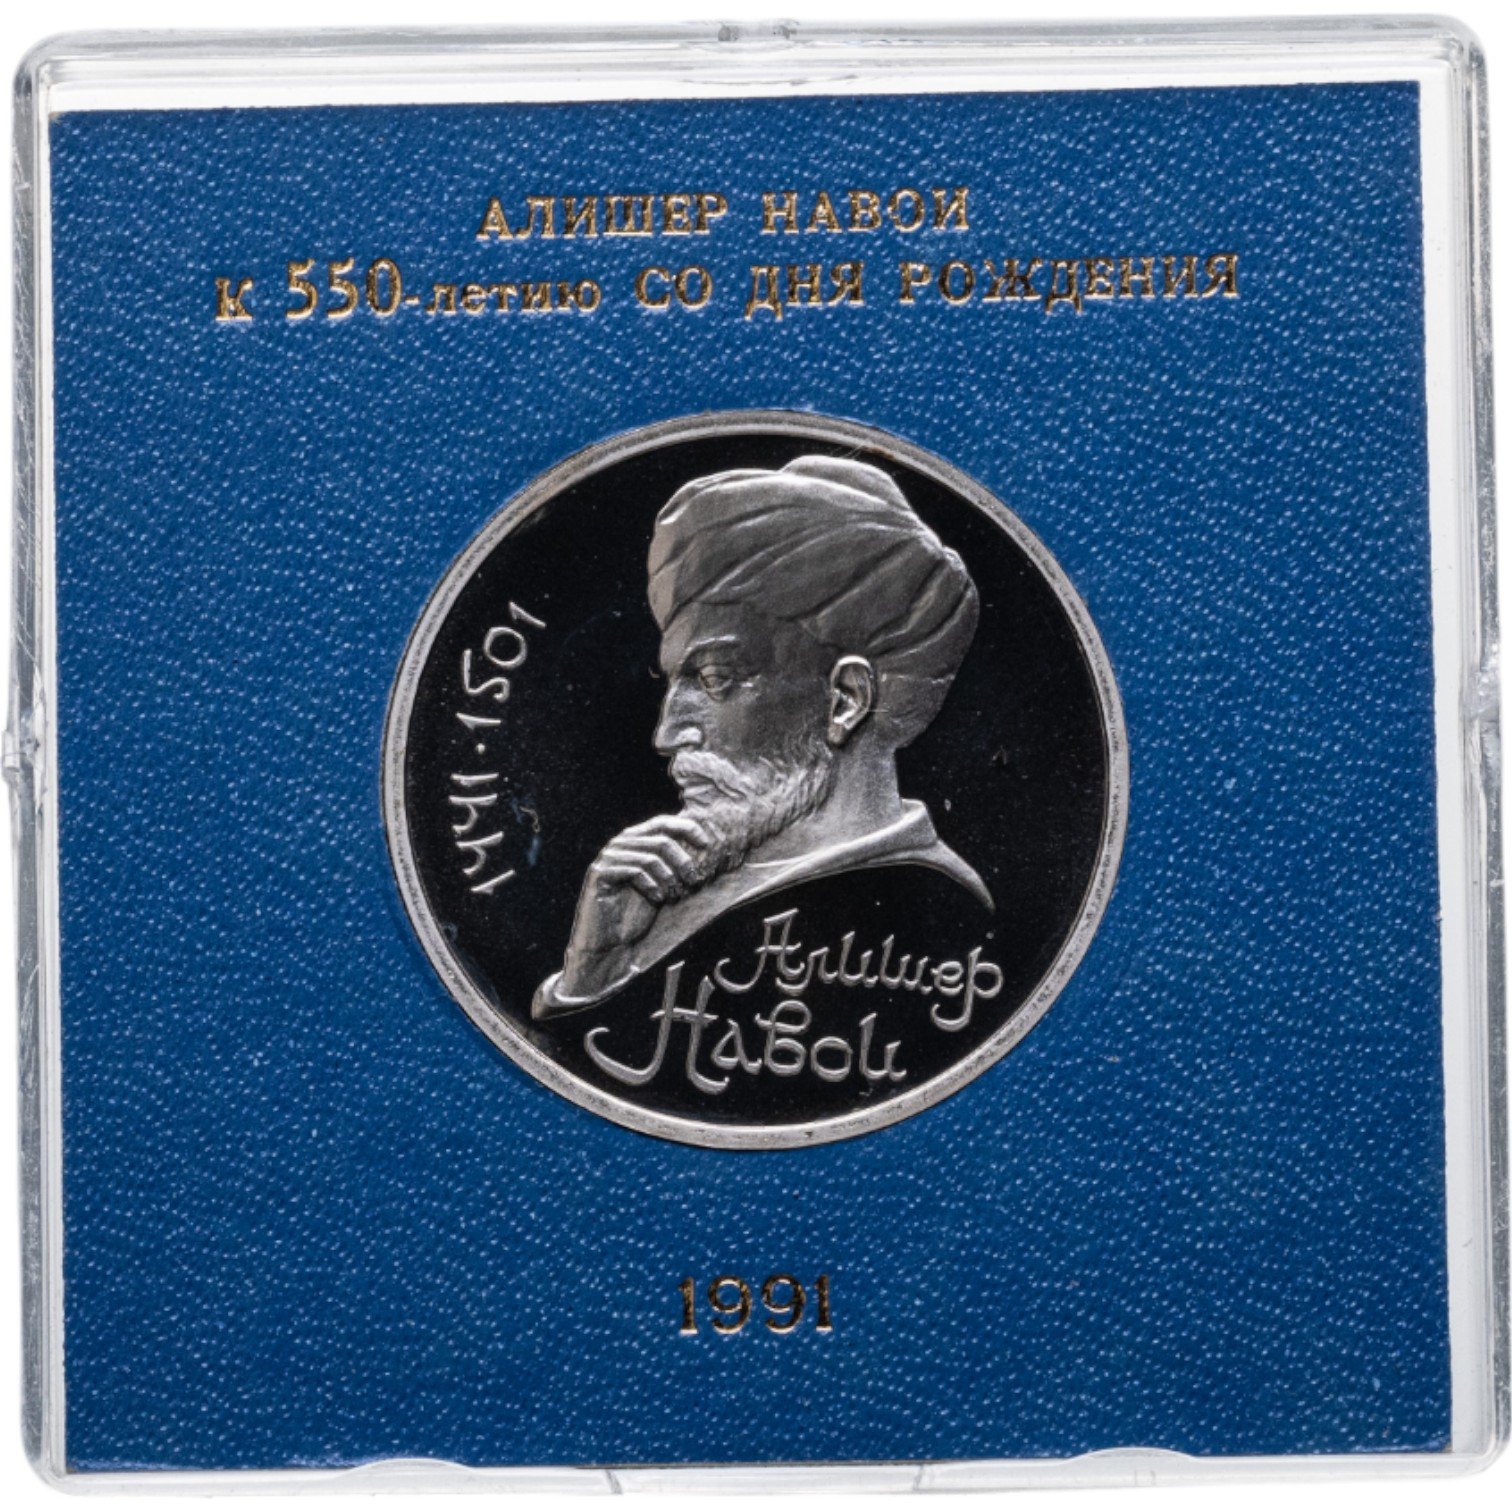 АЛИШЕР НАВОИ
К 550-летию СО ДНЯ РОЖДЕНИЯ
1441·1501
Алишер
Навои
1991